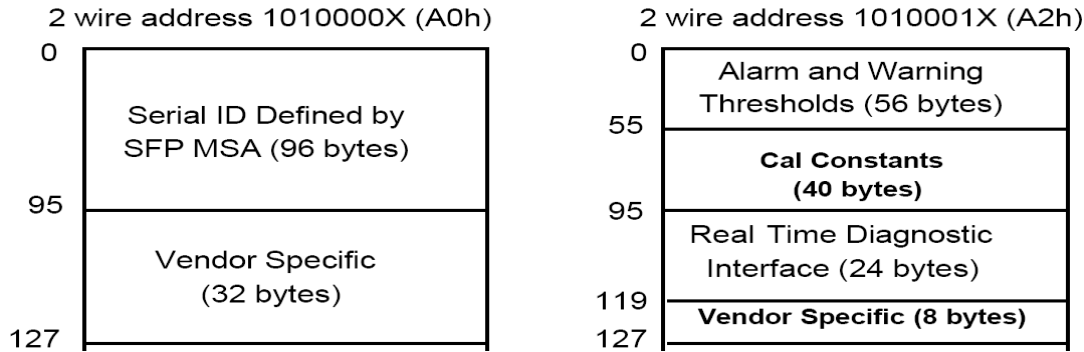 2 wire address 1010000X (A0h)
0
Serial ID Defined by
SFP MSA (96 bytes)
95
Vendor Specific
(32 bytes)
127
2 wire address 1010001X (A2h)
0
Alarm and Warning
Thresholds (56 bytes)
55
Cal Constants
(40 bytes)
95
Real Time Diagnostic
Interface (24 bytes)
119
Vendor Specific (8 bytes)
127